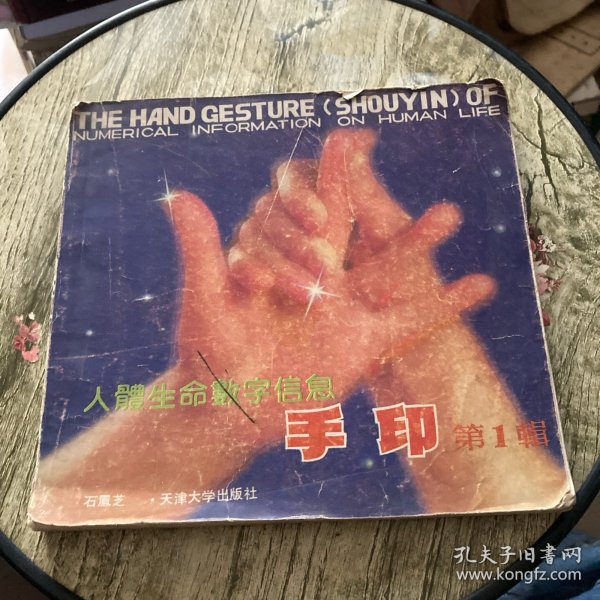 THE HAND GESTURE (SHOUYIN) OF
NUMERICAL INFORMATION ON HUMAN LIFE
人體生命數字信息
手印 第1輯
石鳳芝 · 天津大学出版社
孔夫子旧书网
www.kongfz.com